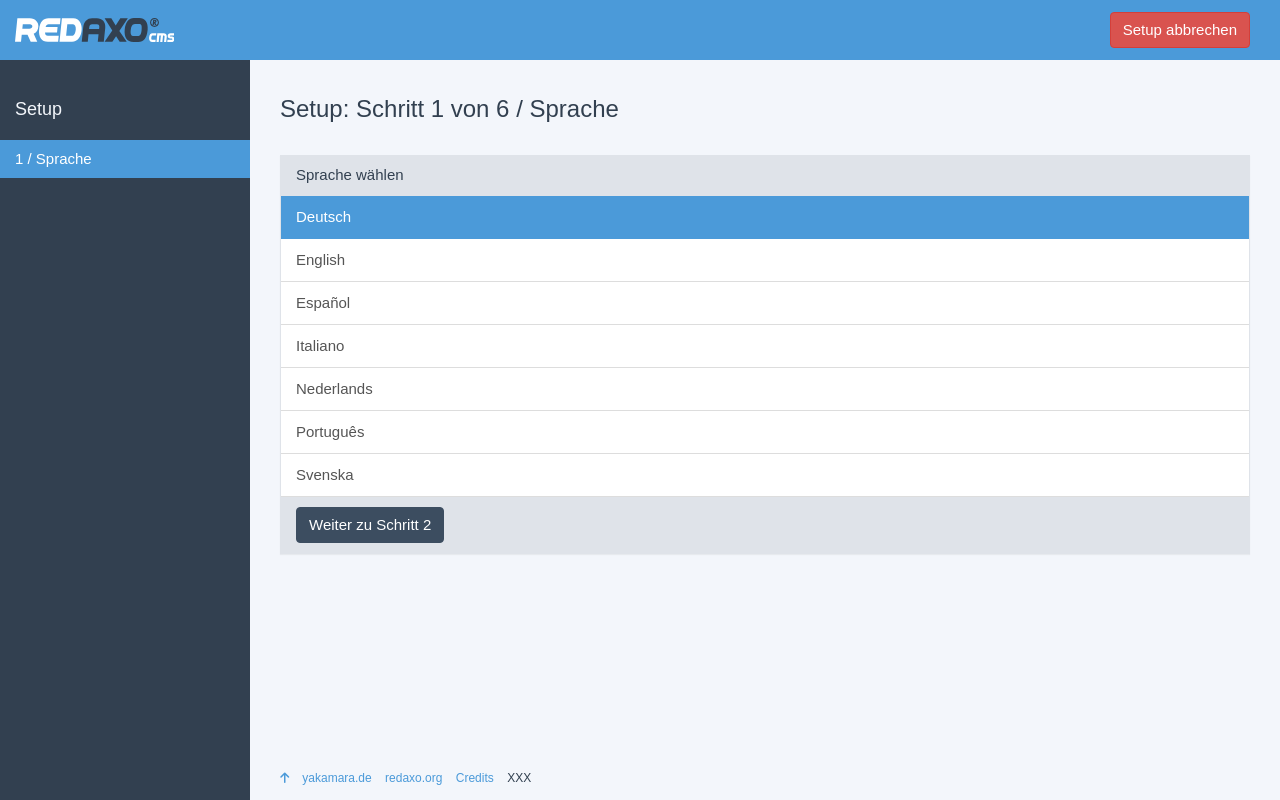 REDAXO® cms
Setup abbrechen
Setup
1 / Sprache
Setup: Schritt 1 von 6 / Sprache
Sprache wählen
Deutsch
English
Español
Italiano
Nederlands
Português
Svenska
Weiter zu Schritt 2
yakamara.de redaxo.org Credits XXX